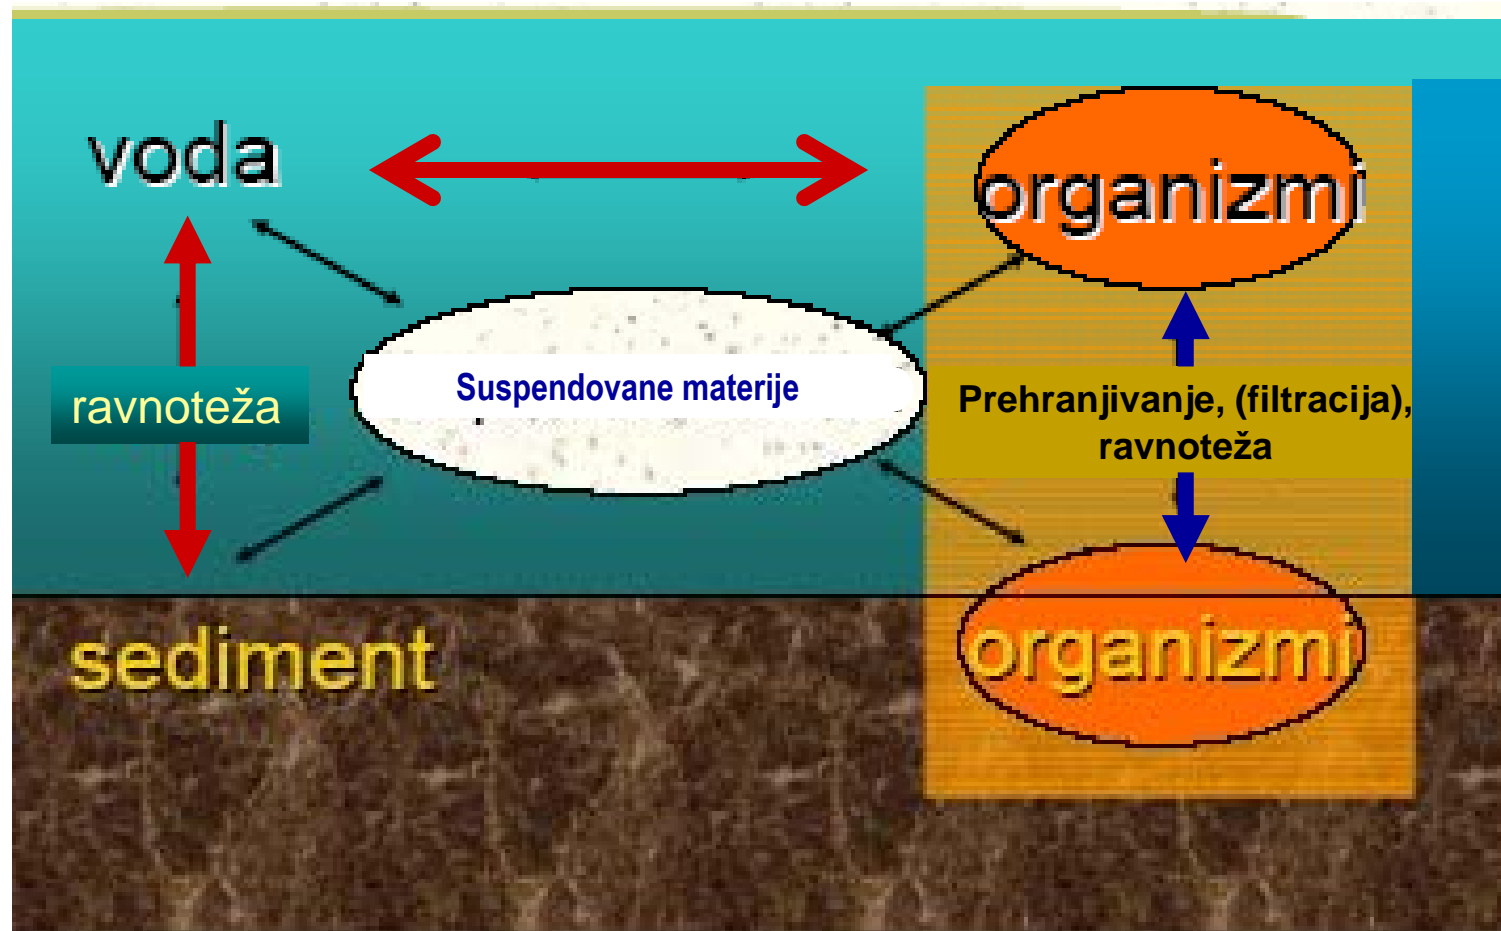 voda
organizmi
Suspendovane materije
ravnoteža
Prehranjivanje, (filtracija),
ravnoteža
sediment
organizmi